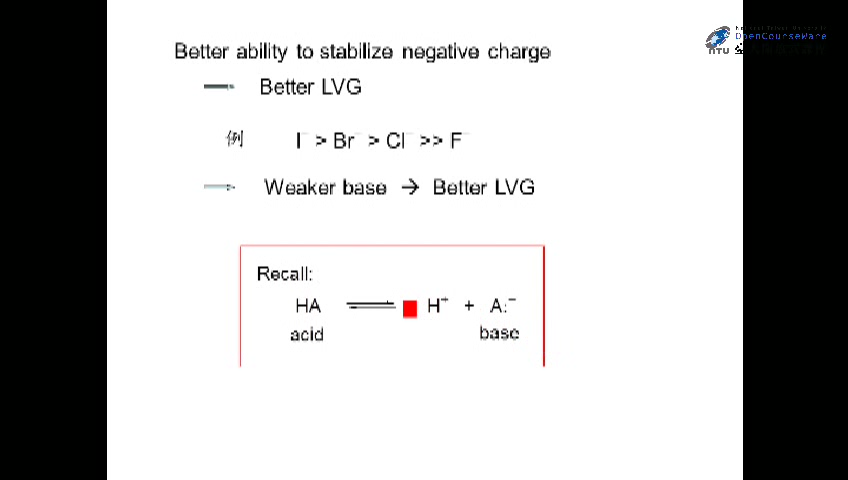 OpenCourseWare
NTU
Better ability to stabilize negative charge
Better LVG
例 I⁻ > Br⁻ > Cl⁻ >> F⁻
Weaker base → Better LVG
Recall:
HA H⁺ + A:⁻
acid base